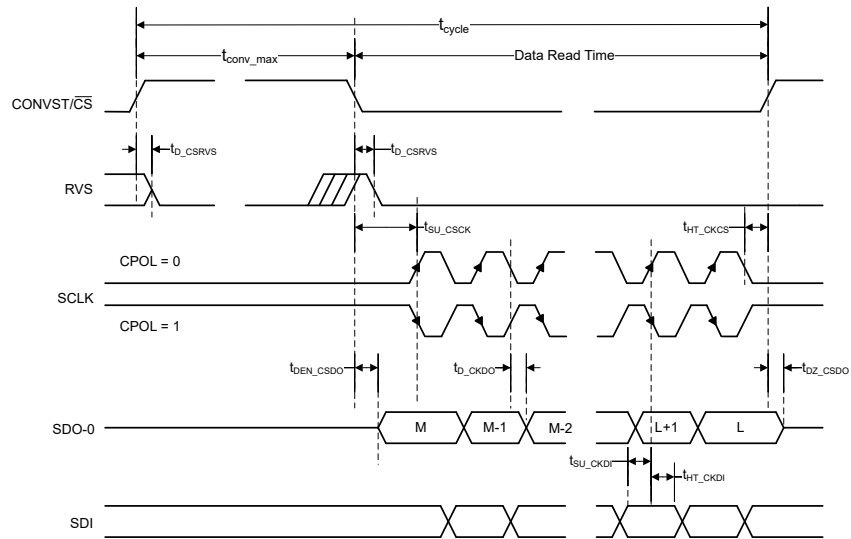 tcycle
tconv_max
Data Read Time
CONVST/CS
tD_CSRVS
tD_CSRVS
RVS
tSU_CSCK
tHT_CKCS
CPOL = 0
SCLK
CPOL = 1
tDEN_CSDO
tD_CKDO
tDZ_CSDO
SDO-0
M
M-1
M-2
L+1
L
tSU_CKDI
tHT_CKDI
SDI